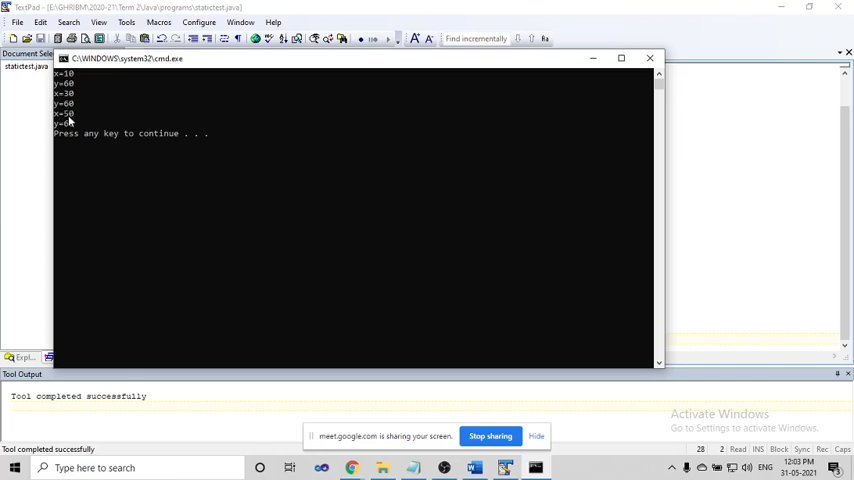 TextPad - [E:\GHRIBM\2020-21\Term 2\Java\programs\statictest.java]
File Edit Search View Tools Macros Configure Window Help
Find incrementally
Document Sele
C:\WINDOWS\system32\cmd.exe
statictest.java
x=10
y=60
x=30
y=60
x=50
y=60
Press any key to continue . . .
Expl...
Tool Output
Tool completed successfully
Activate Windows
Go to Settings to activate Windows.
meet.google.com is sharing your screen. Stop sharing Hide
Tool completed successfully 28 2 Read INS Block Sync Rec Caps
Type here to search
ENG
12:03 PM
31-05-2021
3